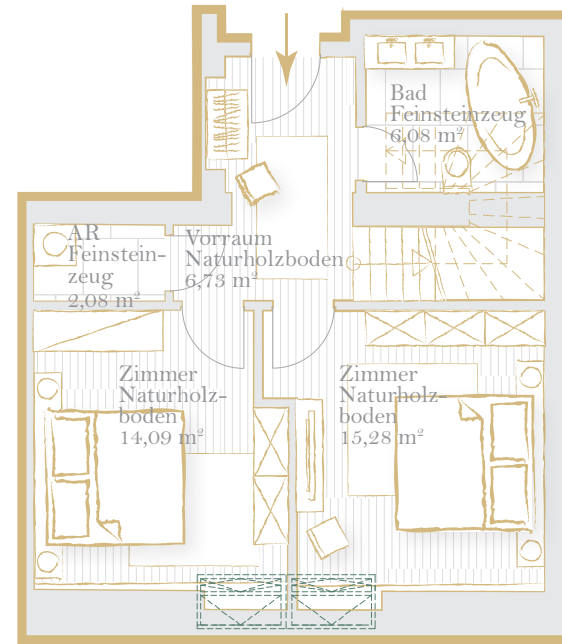 Bad
Feinsteinzeug
6,08 m²
AR
Feinstein-
zeug
2,08 m²
Vorraum
Naturholzboden
6,73 m²
Zimmer
Naturholz-
boden
14,09 m²
Zimmer
Naturholz-
boden
15,28 m²